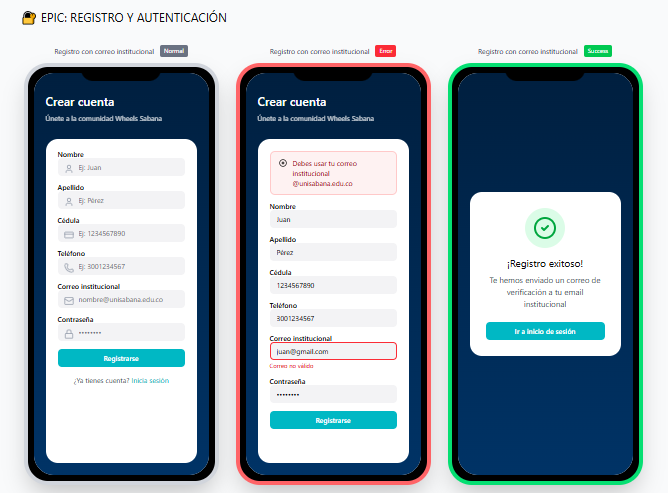 🔐 EPIC: REGISTRO Y AUTENTICACIÓN
Registro con correo institucional Normal
Crear cuenta
Únete a la comunidad Wheels Sabana
Nombre
Ej: Juan
Apellido
Ej: Pérez
Cédula
Ej: 1234567890
Teléfono
Ej: 3001234567
Correo institucional
nombre@unisabana.edu.co
Contraseña
••••••••
Registrarse
¿Ya tienes cuenta? Inicia sesión
Registro con correo institucional Error
Crear cuenta
Únete a la comunidad Wheels Sabana
Debes usar tu correo
institucional
@unisabana.edu.co
Nombre
Juan
Apellido
Pérez
Cédula
1234567890
Teléfono
3001234567
Correo institucional
juan@gmail.com
Correo no válido
Contraseña
••••••••
Registrarse
Registro con correo institucional Success
¡Registro exitoso!
Te hemos enviado un correo de
verificación a tu email
institucional
Ir a inicio de sesión